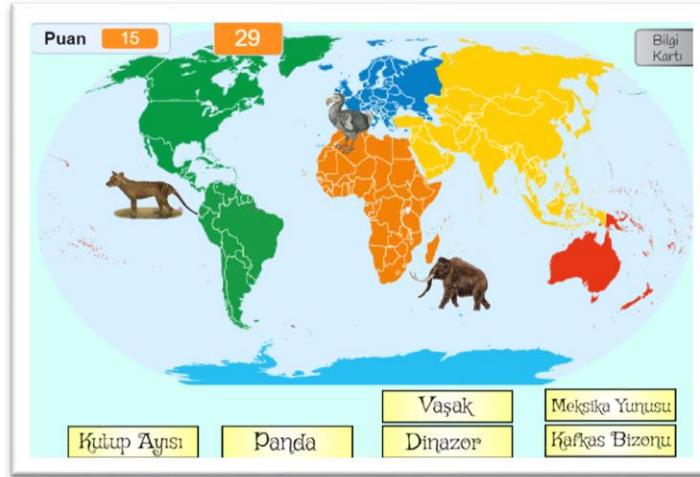 Puan 15 29
Bilgi
Kartı
Vaşak
Meksika Yunusu
Kutup Ayısı
Panda
Dinazor
Kafkas Bizonu